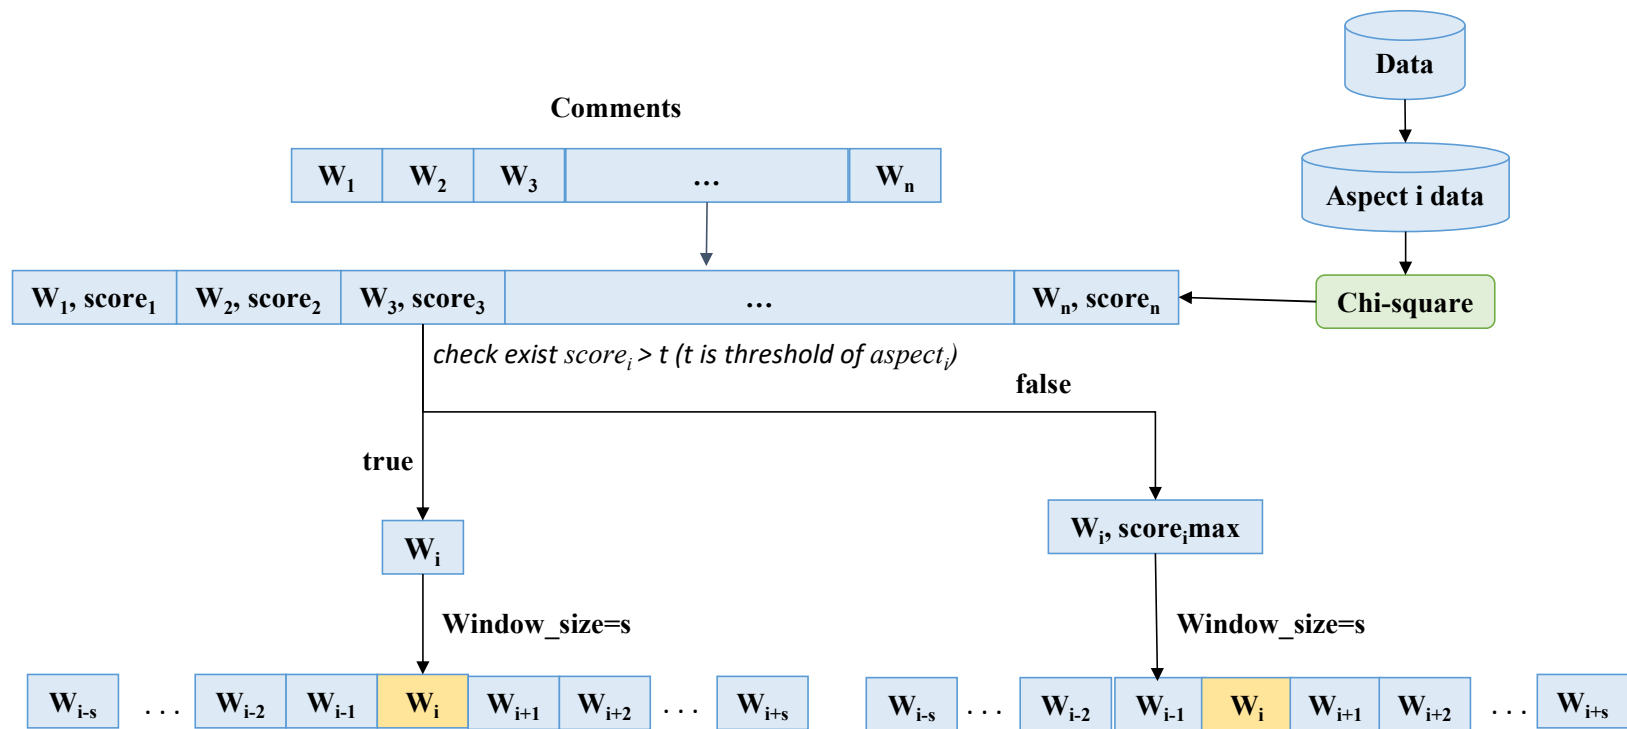 Data
Comments
W1 W2 W3 ... Wn
Aspect i data
W1, score1 W2, score2 W3, score3 ... Wn, scoren
Chi-square
check exist scorei > t (t is threshold of aspecti)
false
true
Wi
Wi, scoreimax
Window_size=s
Window_size=s
Wi-s . . . Wi-2 Wi-1 Wi Wi+1 Wi+2 . . . Wi+s
Wi-s . . . Wi-2 Wi-1 Wi Wi+1 Wi+2 . . . Wi+s